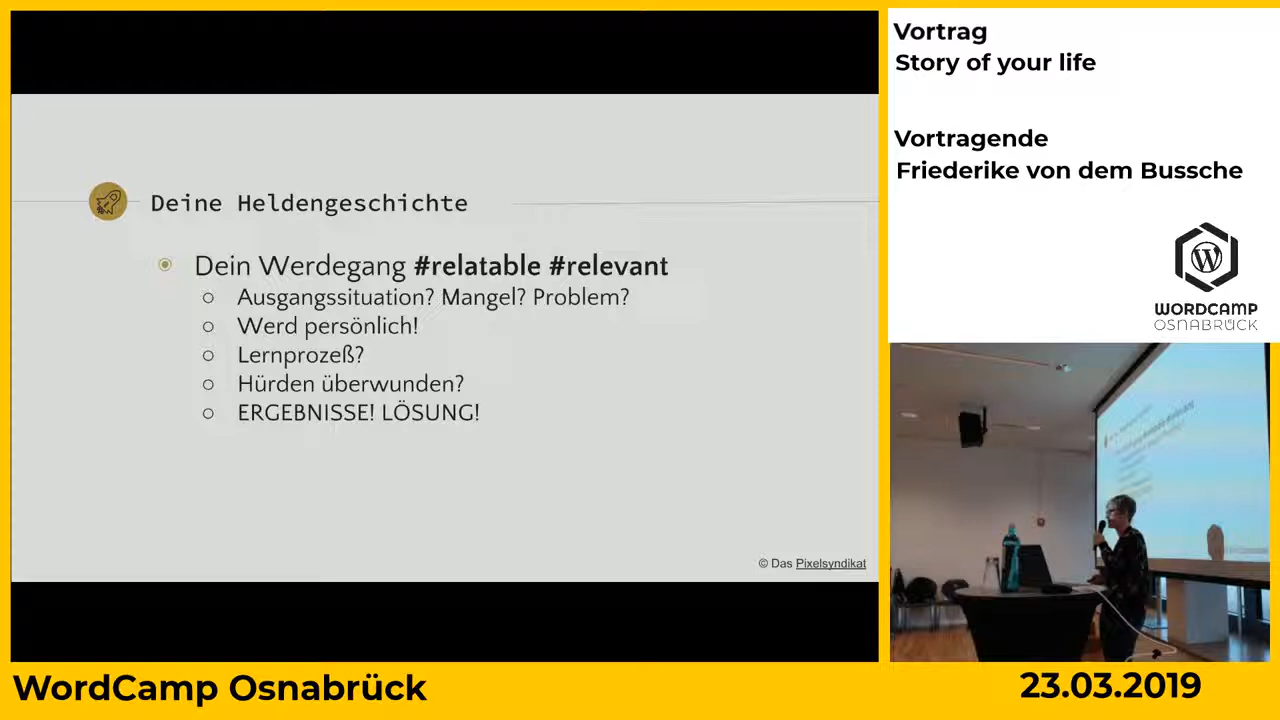 Deine Heldengeschichte
Dein Werdegang #relatable #relevant
Ausgangssituation? Mangel? Problem?
Werd persönlich!
Lernprozeß?
Hürden überwunden?
ERGEBNISSE! LÖSUNG!
© Das Pixelsyndikat
Vortrag
Story of your life
Vortragende
Friederike von dem Bussche
WORDCAMP
OSNABRÜCK
WordCamp Osnabrück
23.03.2019